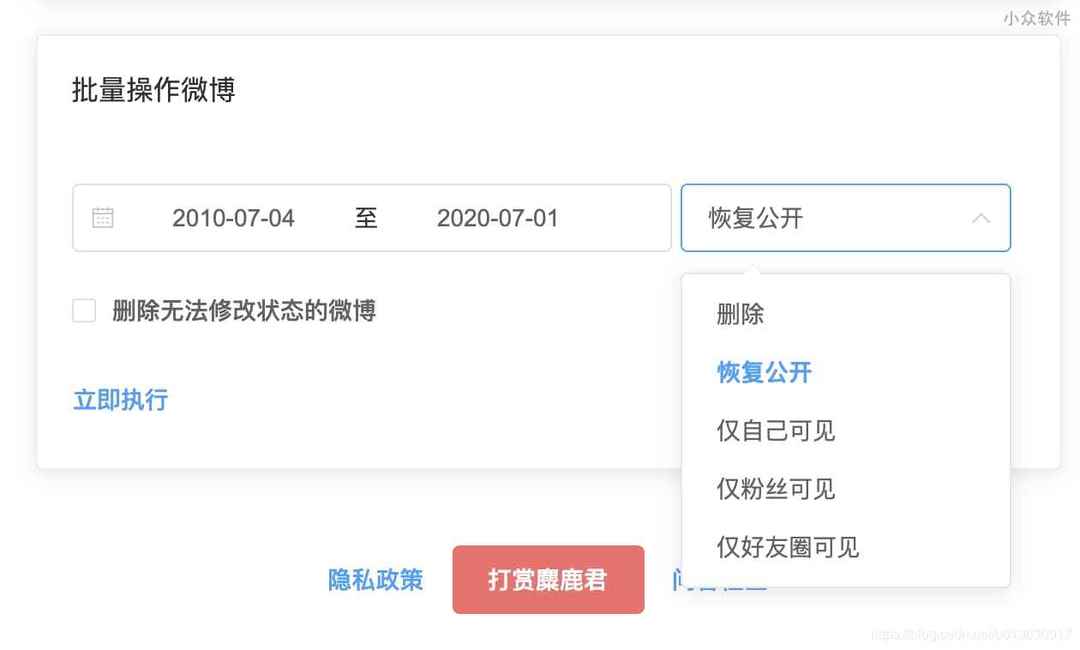 小众软件
批量操作微博
2010-07-04 至 2020-07-01 恢复公开
删除无法修改状态的微博
立即执行
删除
恢复公开
仅自己可见
仅粉丝可见
仅好友圈可见
隐私政策 打赏麋鹿君